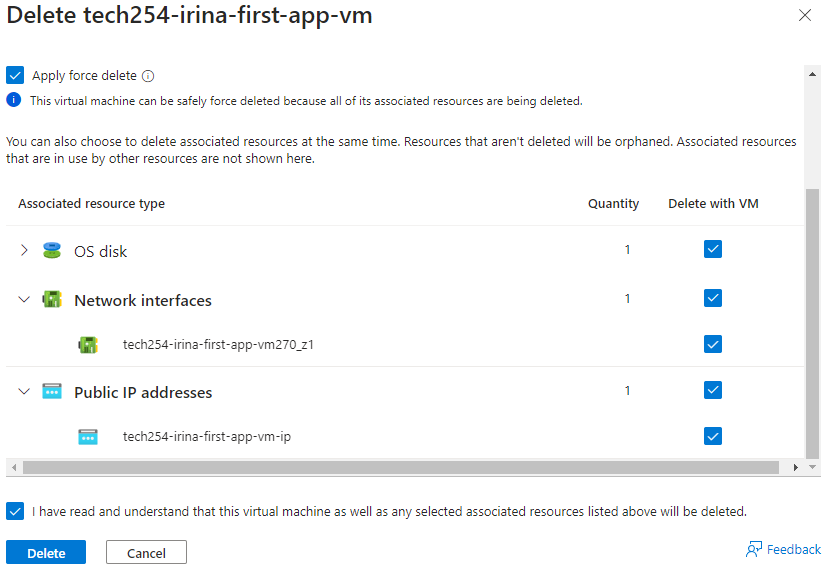 Delete tech254-irina-first-app-vm
Apply force delete
This virtual machine can be safely force deleted because all of its associated resources are being deleted.
You can also choose to delete associated resources at the same time. Resources that aren't deleted will be orphaned. Associated resources
that are in use by other resources are not shown here.
Associated resource type Quantity Delete with VM
OS disk 1
Network interfaces 1
tech254-irina-first-app-vm270_z1
Public IP addresses 1
tech254-irina-first-app-vm-ip
I have read and understand that this virtual machine as well as any selected associated resources listed above will be deleted.
Delete Cancel Feedback